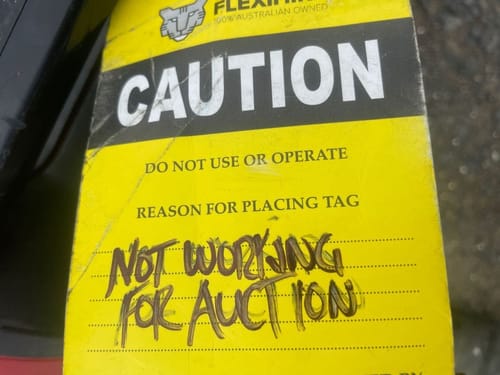 100% AUSTRALIAN OWNED
CAUTION
DO NOT USE OR OPERATE
REASON FOR PLACING TAG
NOT WORKING
FOR AUCTION